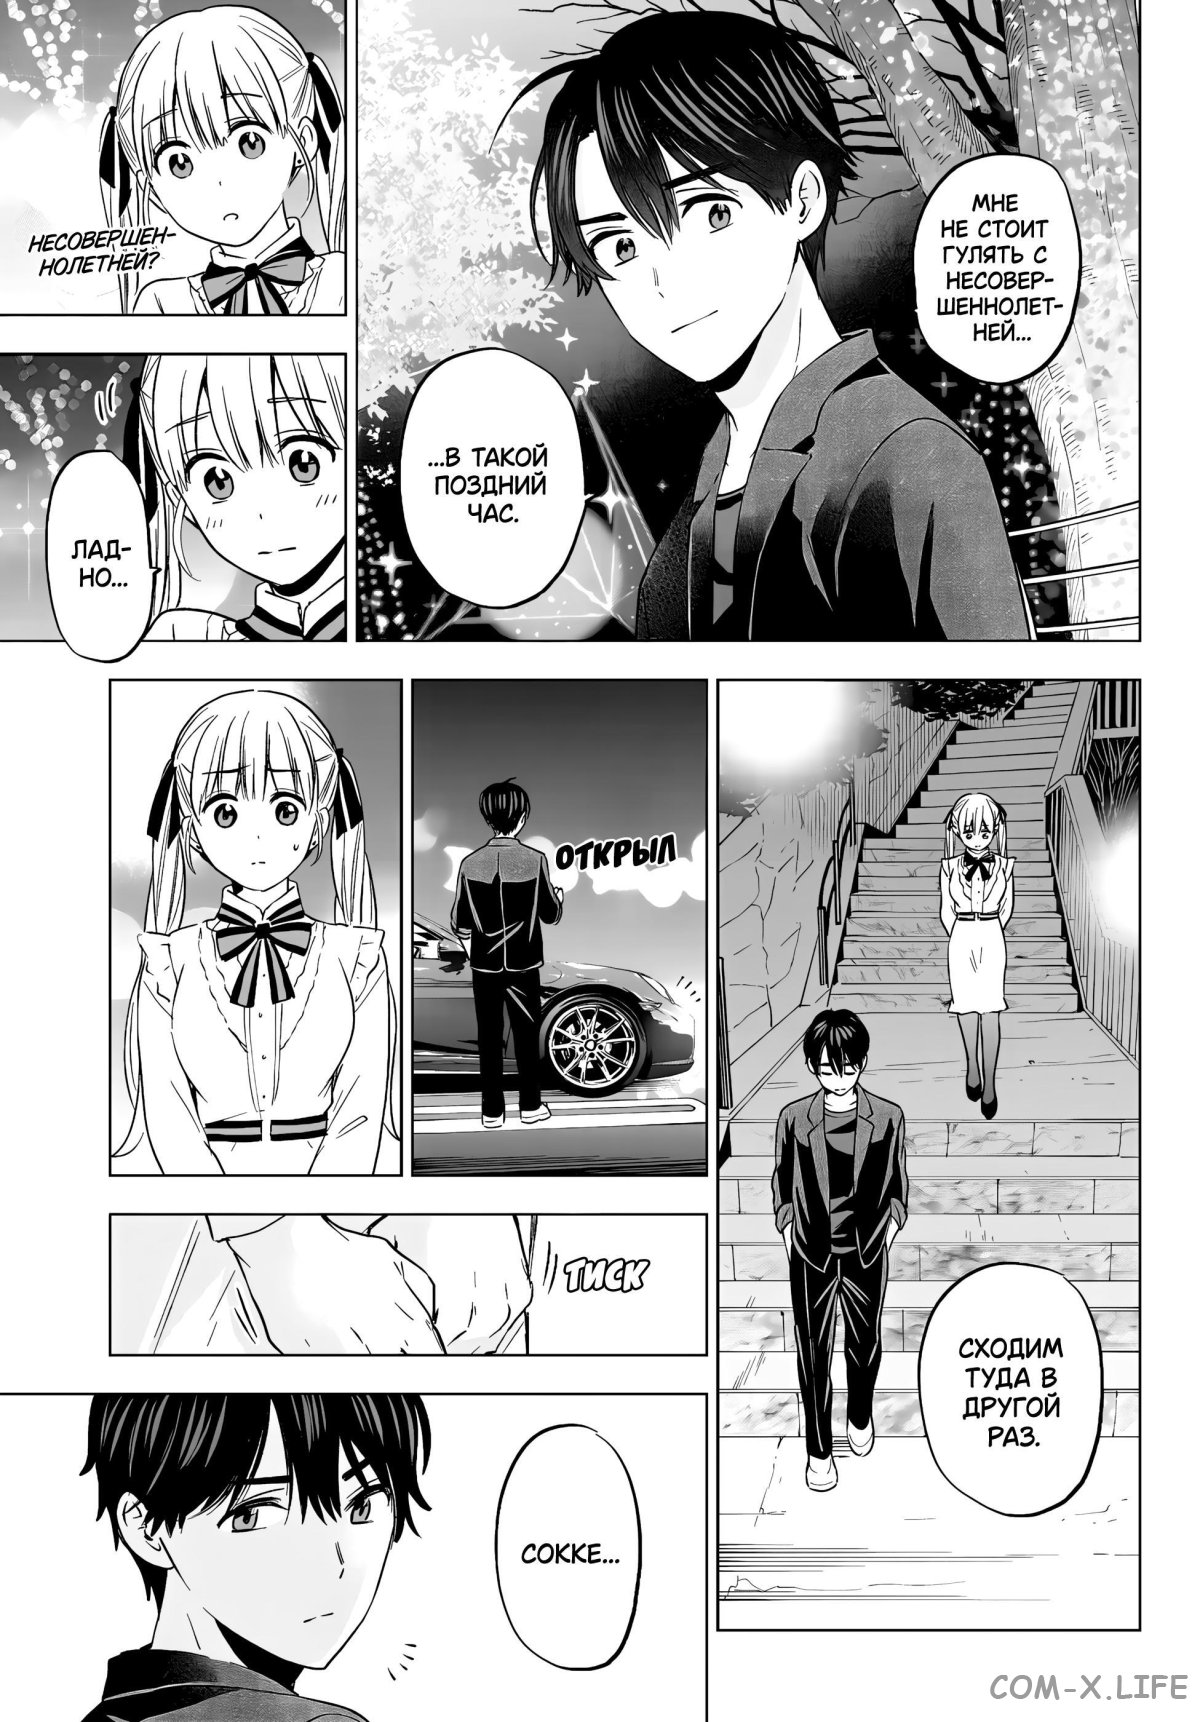 МНЕ
НЕ СТОИТ
ГУЛЯТЬ С
НЕСОВЕР-
ШЕННОЛЕТ-
НЕЙ...
...В ТАКОЙ
ПОЗДНИЙ
ЧАС.
НЕСОВЕРШЕН-
НОЛЕТНЕЙ?
ЛАД-
НО...
СХОДИМ
ТУДА В
ДРУГОЙ
РАЗ.
ОТКРЫЛ
ТИСК
СОККЕ...
COM-X.LIFE